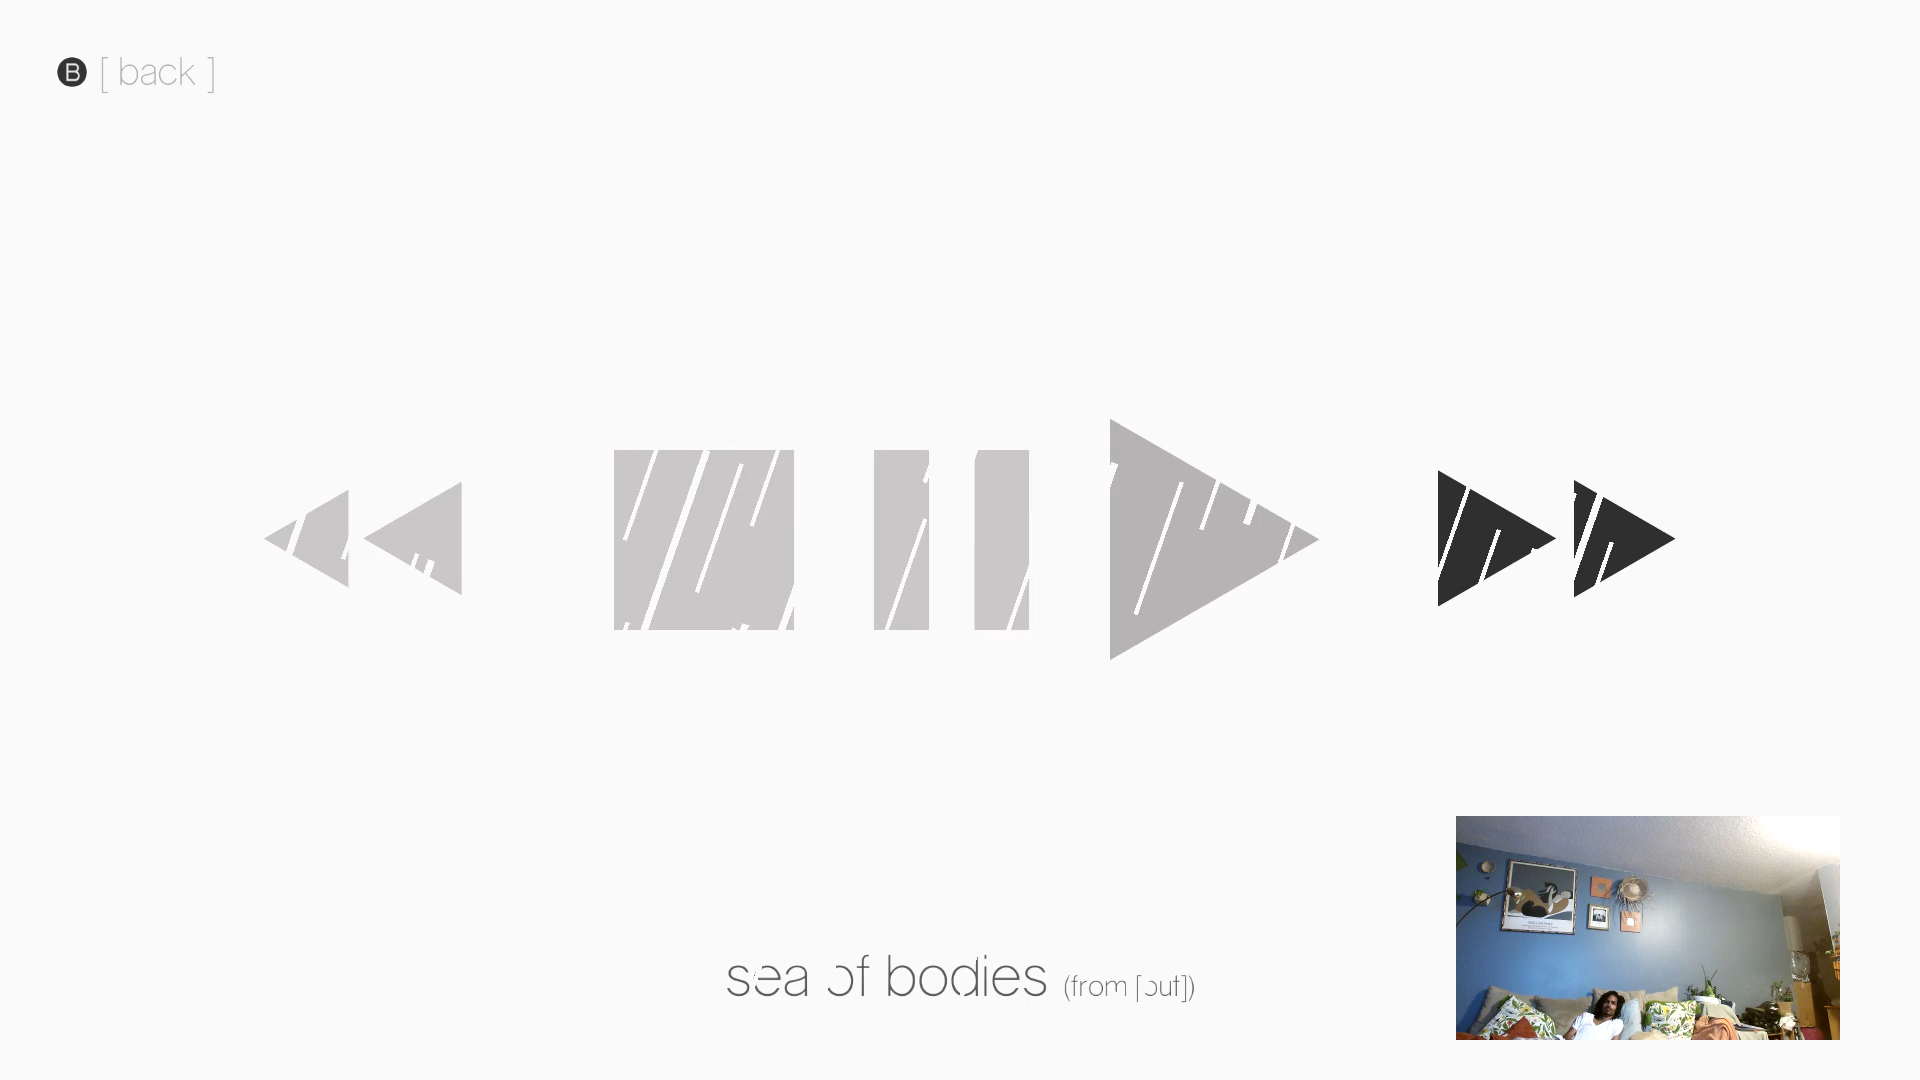 B [ back ]
sea of bodies (from [out])